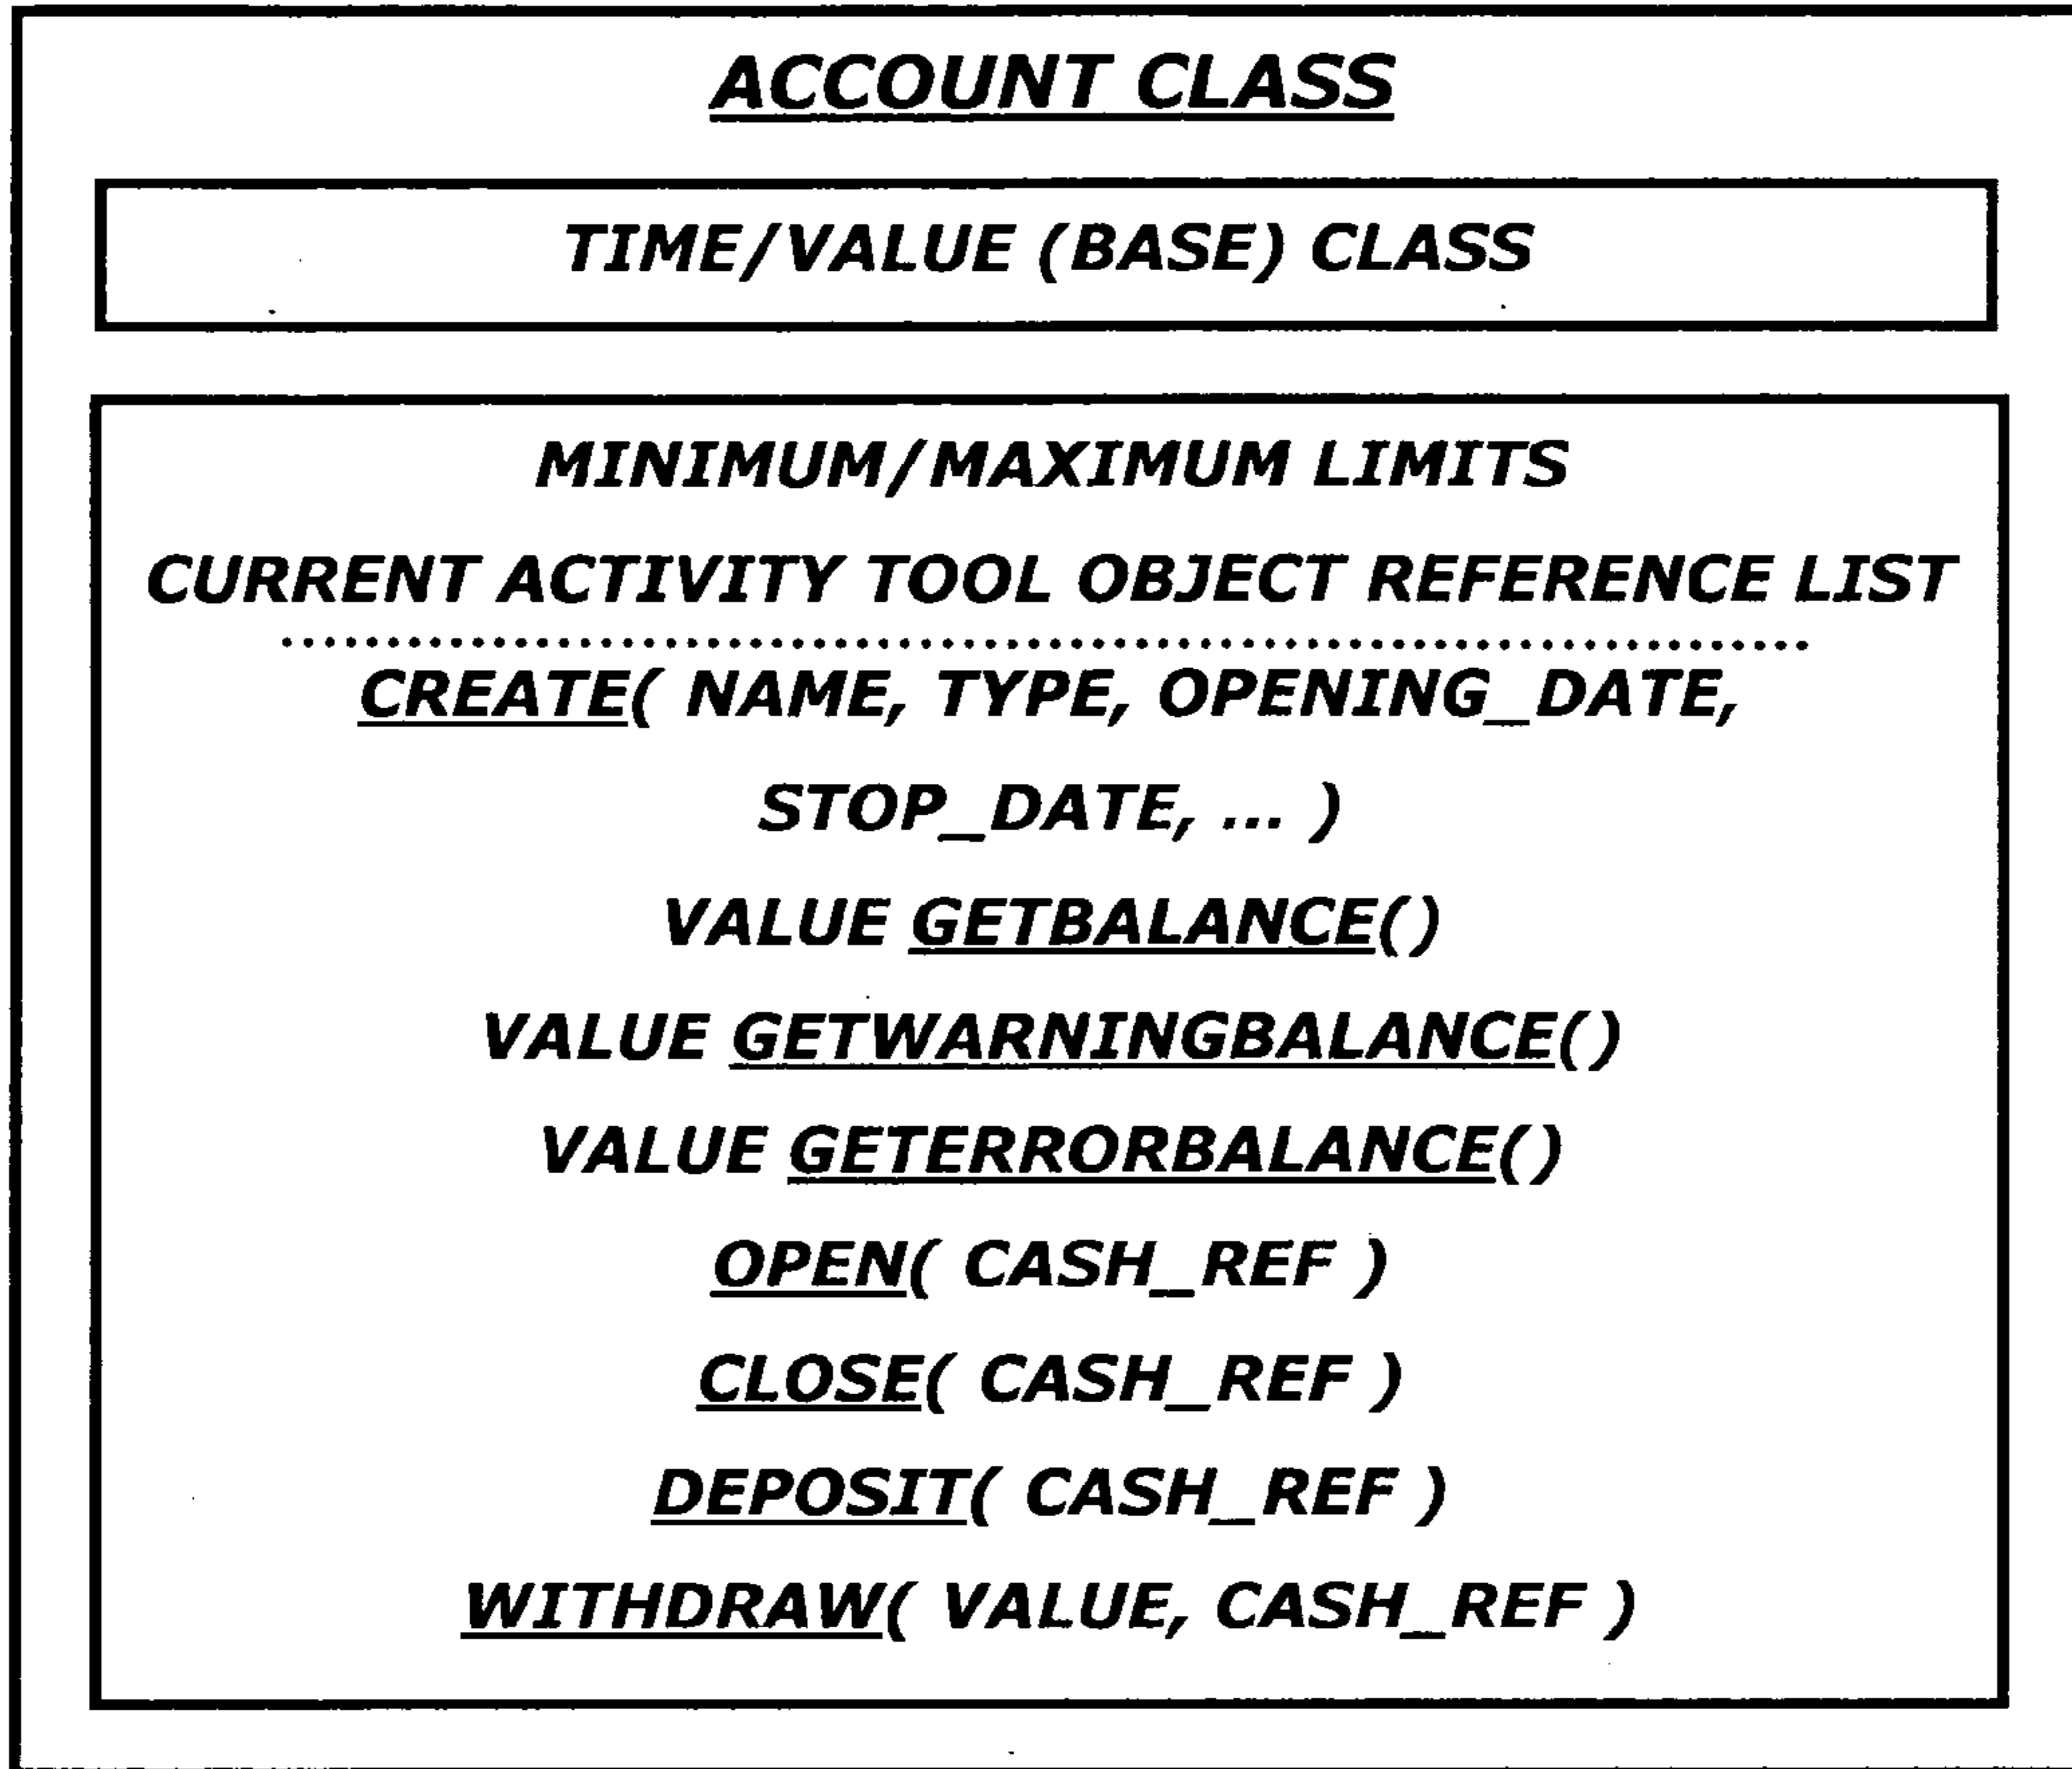 ACCOUNT CLASS
TIME/VALUE (BASE) CLASS
MINIMUM/MAXIMUM LIMITS
CURRENT ACTIVITY TOOL OBJECT REFERENCE LIST
CREATE( NAME, TYPE, OPENING_DATE,
STOP_DATE, ... )
VALUE GETBALANCE()
VALUE GETWARNINGBALANCE()
VALUE GETERRORBALANCE()
OPEN( CASH_REF )
CLOSE( CASH_REF )
DEPOSIT( CASH_REF )
WITHDRAW( VALUE, CASH_REF )